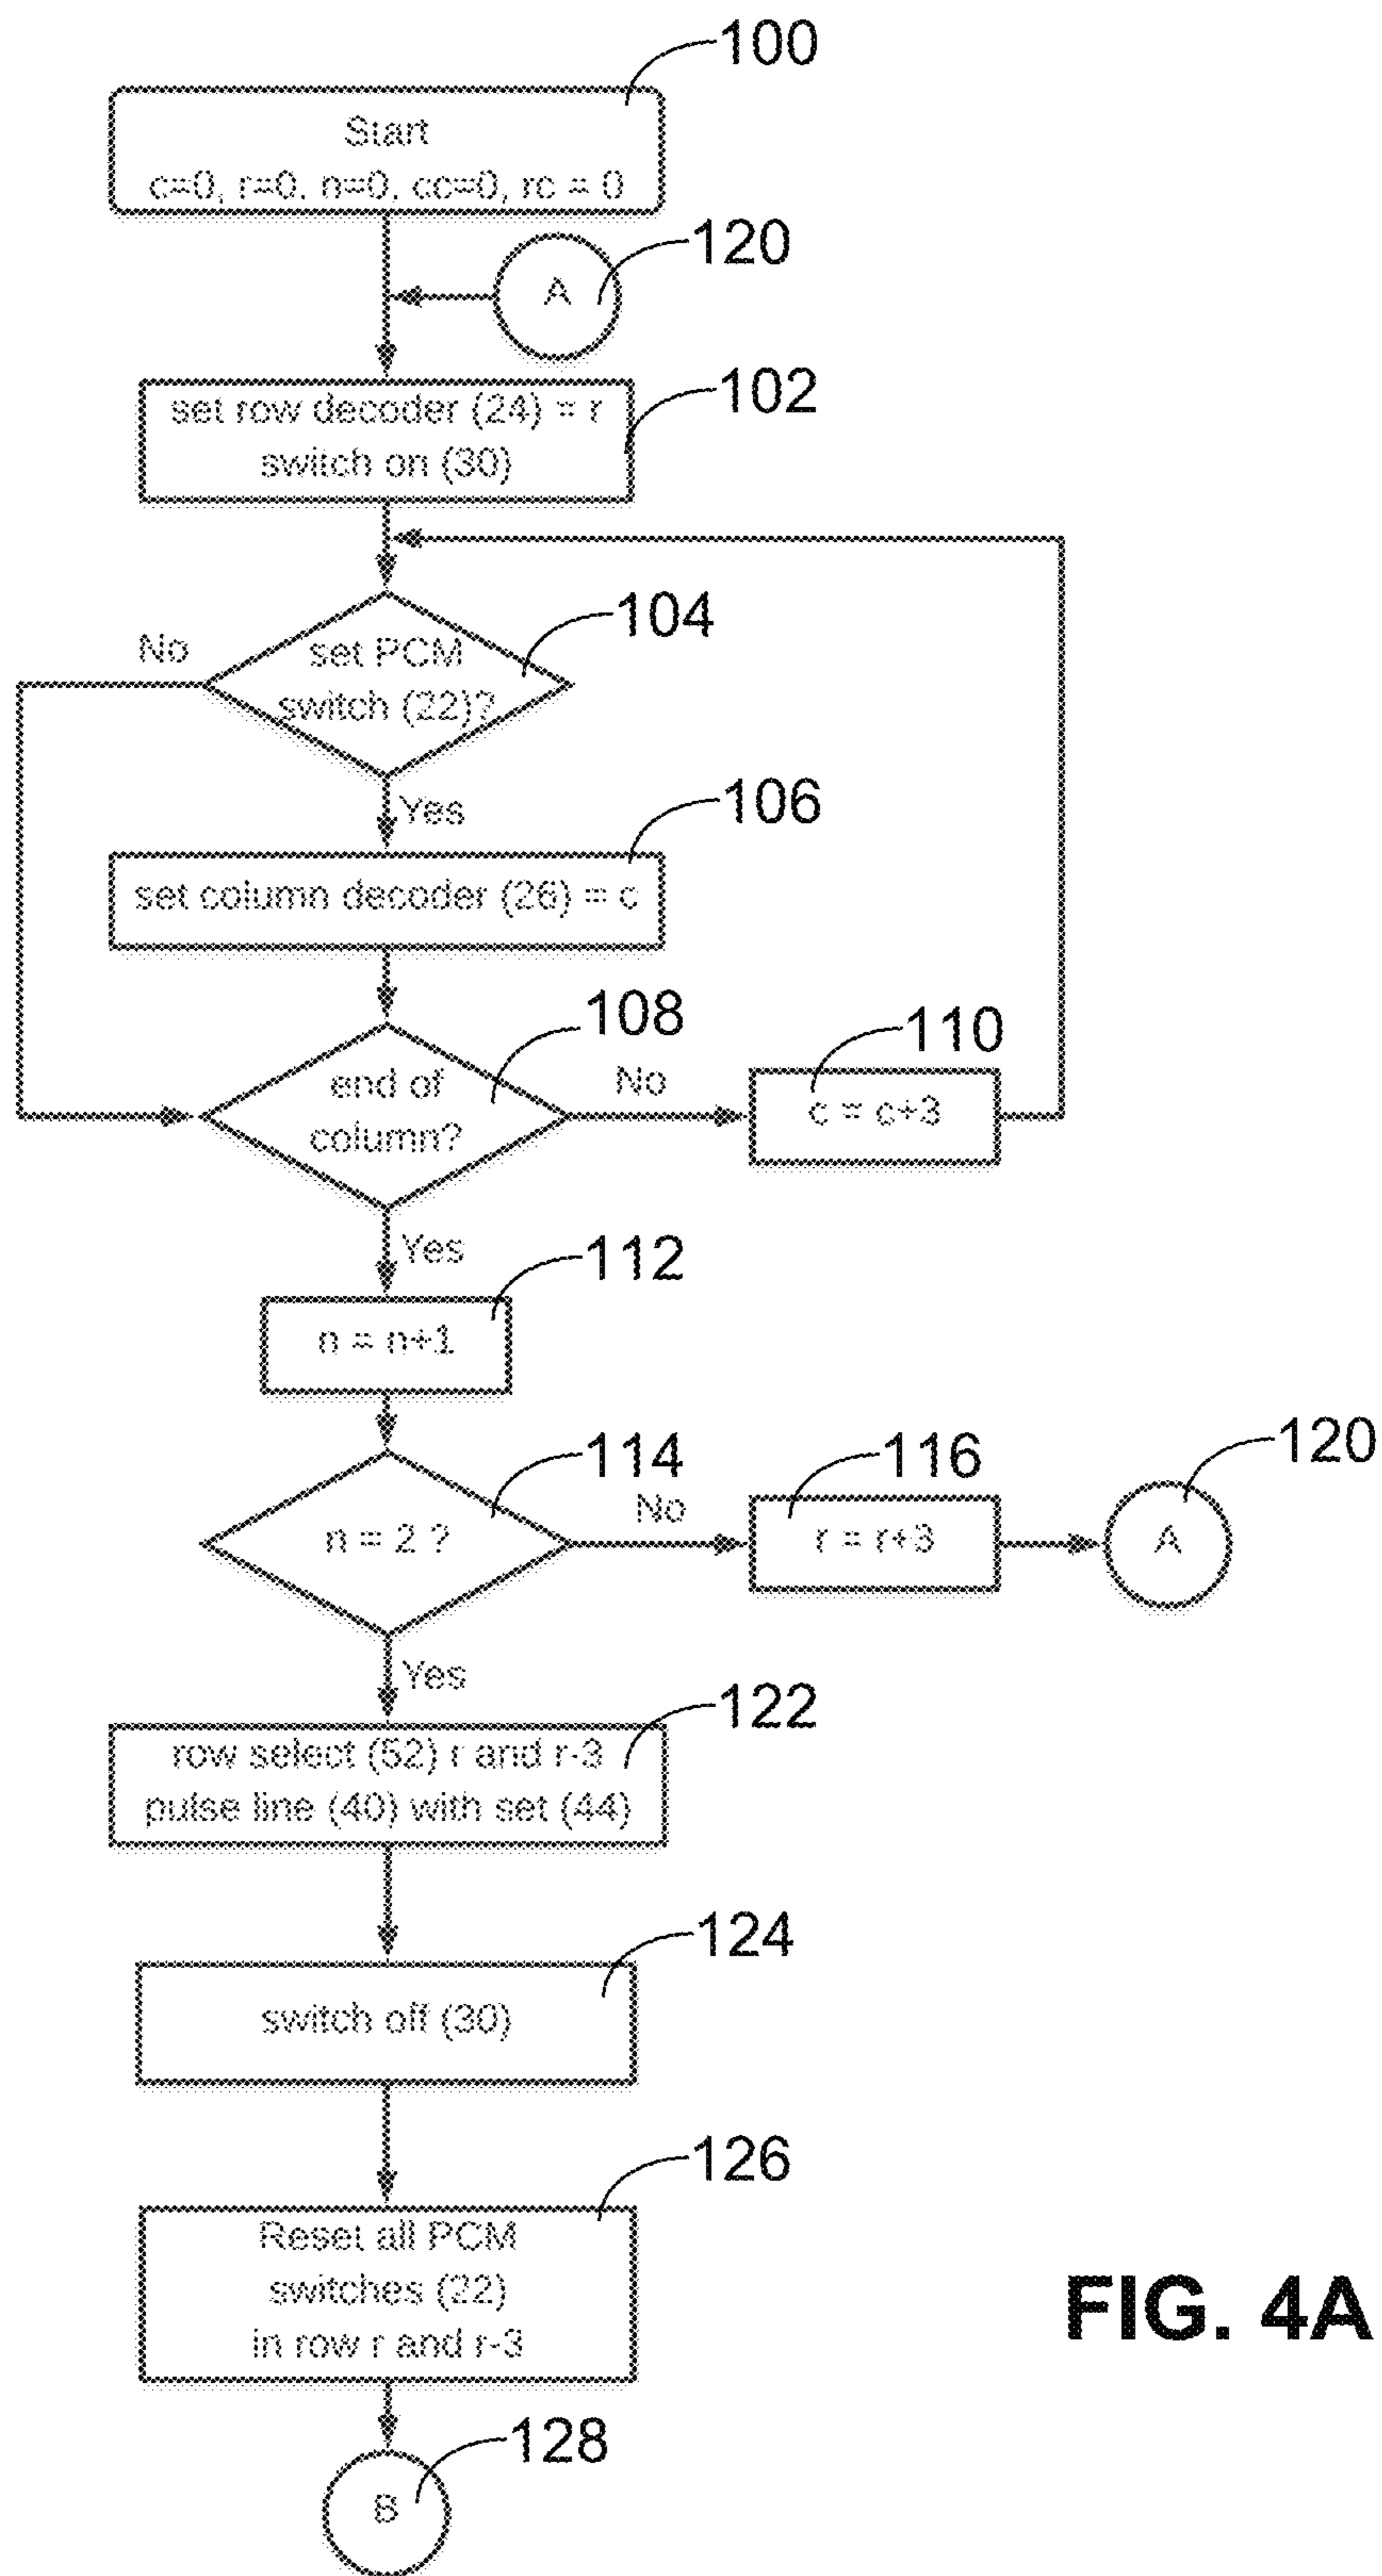 100
Start
c=0, r=0, n=0, cc=0, rc = 0
120
A
102
set row decoder (24) = r
switch on (30)
104
No
set PCM
switch (22)?
Yes
106
set column decoder (26) = c
108
end of
column?
No
110
c = c+3
Yes
112
n = n+1
114
n = 2 ?
No
116
r = r+3
120
A
Yes
122
row select (52) r and r-3
pulse line (40) with set (44)
124
switch off (30)
126
Reset all PCM
switches (22)
in row r and r-3
FIG. 4A
128
B